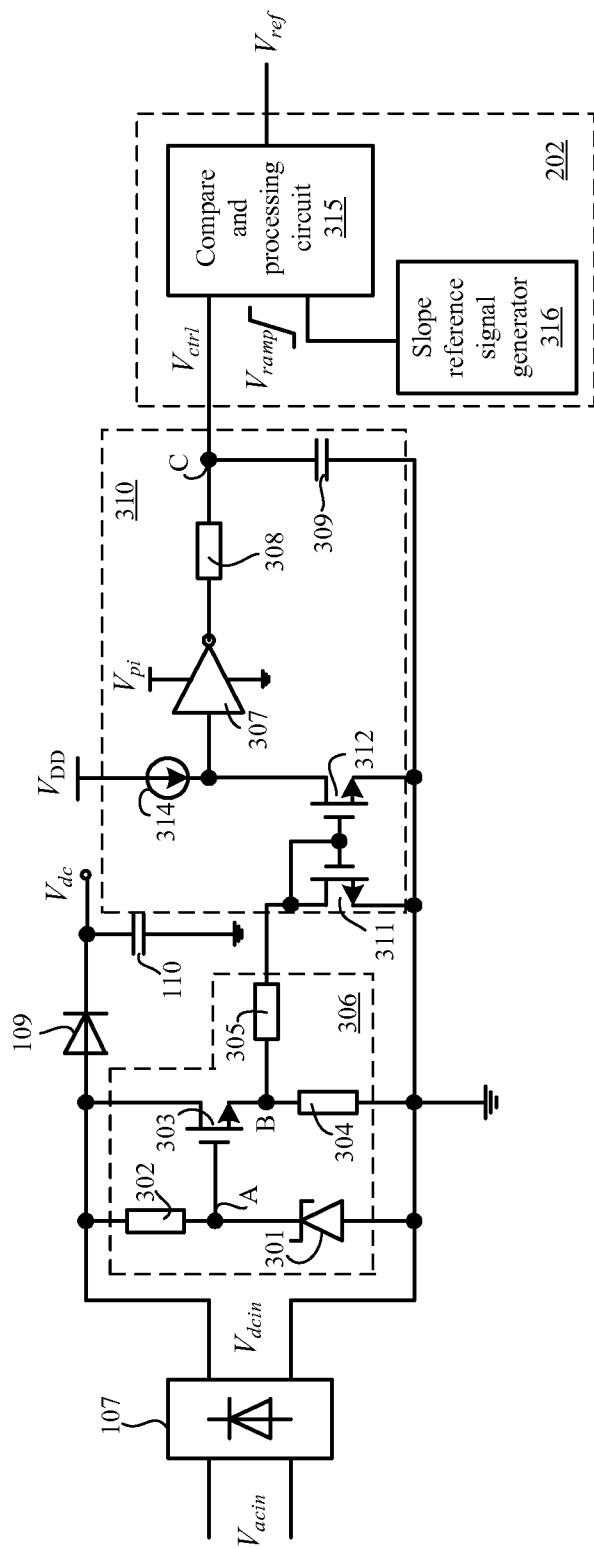 V_acin
107
V_dcin
302
A
301
303
B
304
305
306
109
110
V_dc
V_DD
314
311
312
V_pi
307
308
C
309
310
V_ctrl
V_ramp
Compare
and
processing
circuit
315
Slope
reference
signal
generator
316
202
V_ref